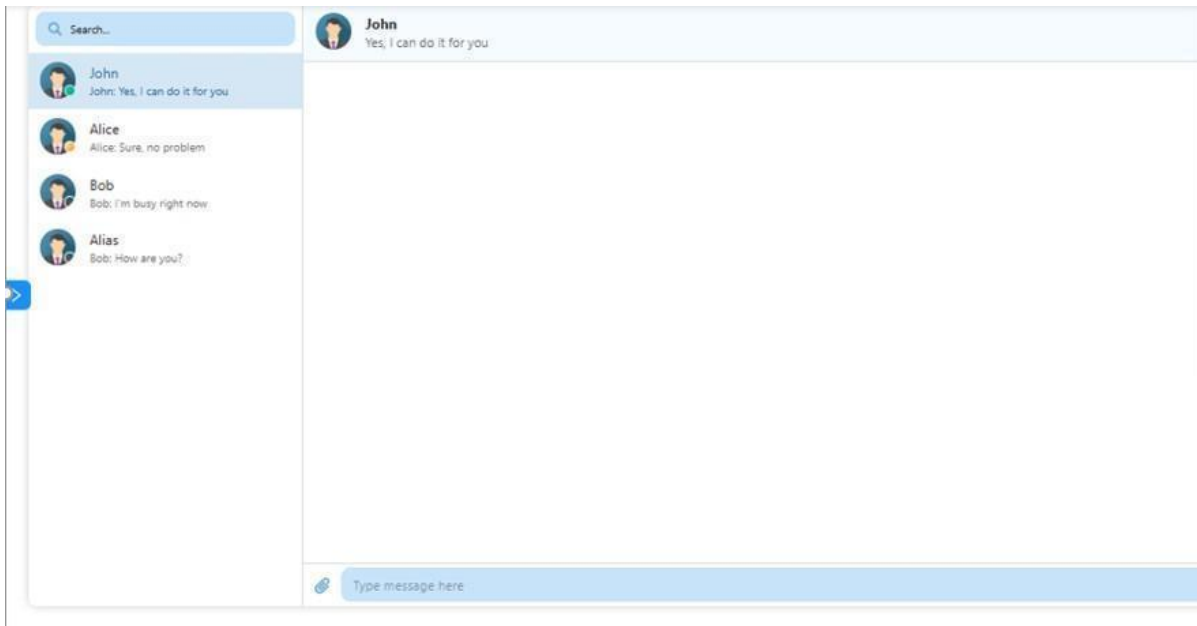 Search...
John
John: Yes, I can do it for you
Alice
Alice: Sure, no problem
Bob
Bob: i'm busy right now
Alias
Bob: How are you?
John
Yes, I can do it for you
Type message here